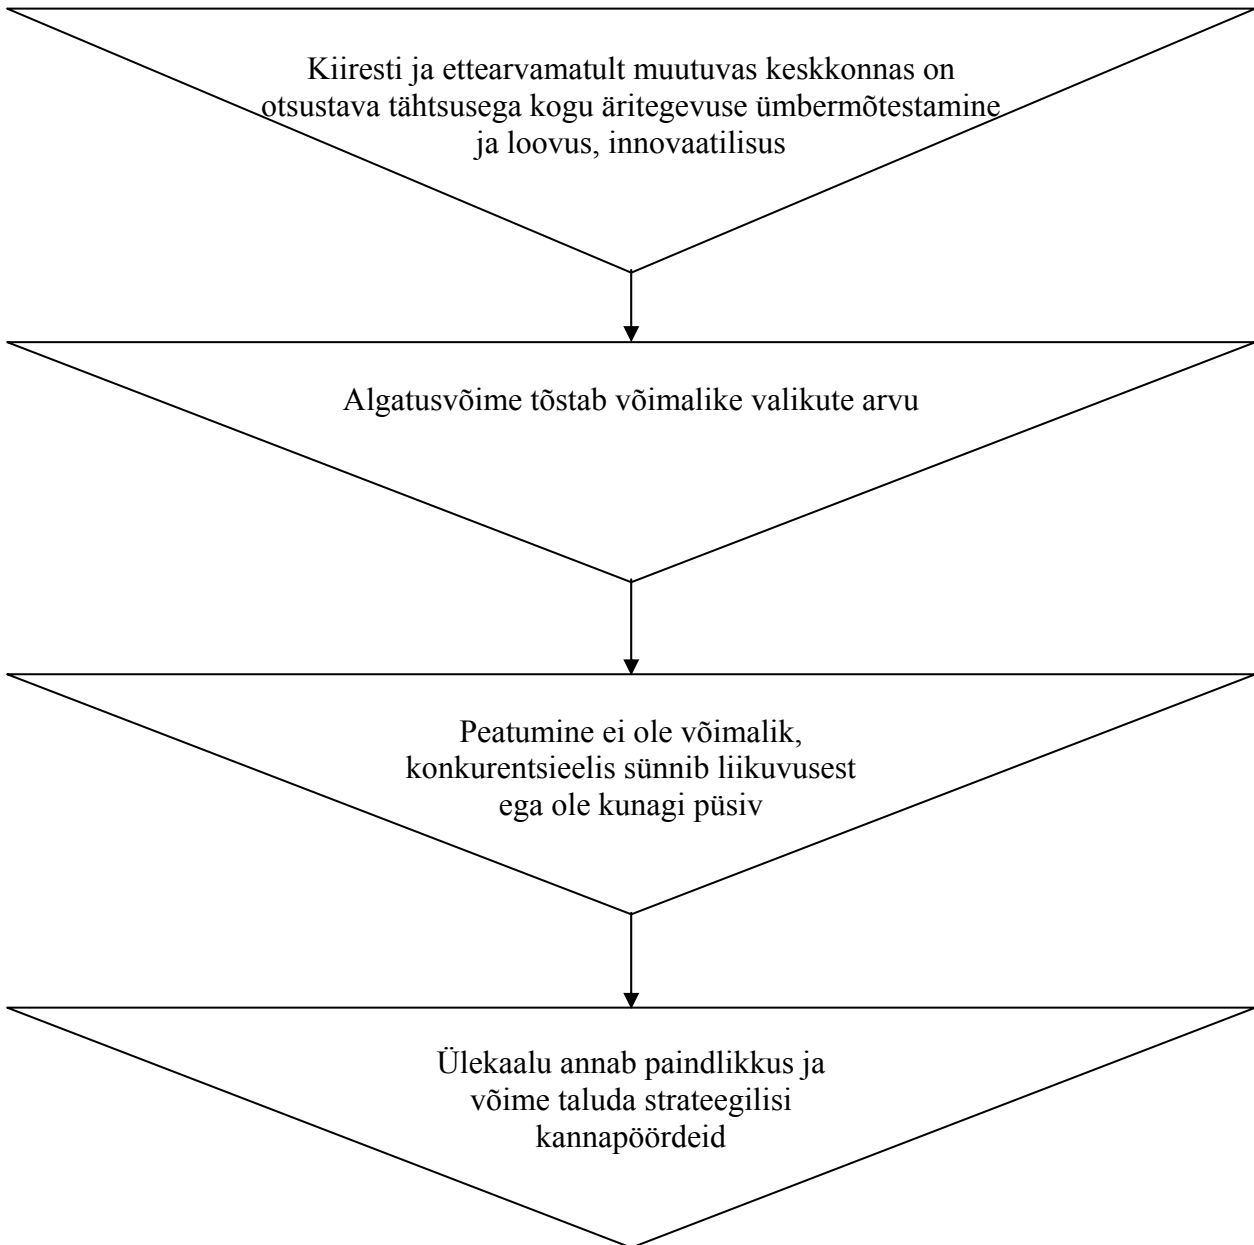 Kiiresti ja ettearvamatult muutuvas keskkonnas on
otsustava tähtsusega kogu äritegevuse ümbermõtestamine
ja loovus, innovaatilisus
Algatusvõime tõstab võimalike valikute arvu
Peatumine ei ole võimalik,
konkurentsieelis sünnib liikuvusest
ega ole kunagi püsiv
Ülekaalu annab paindlikkus ja
võime taluda strateegilisi
kannapöördeid